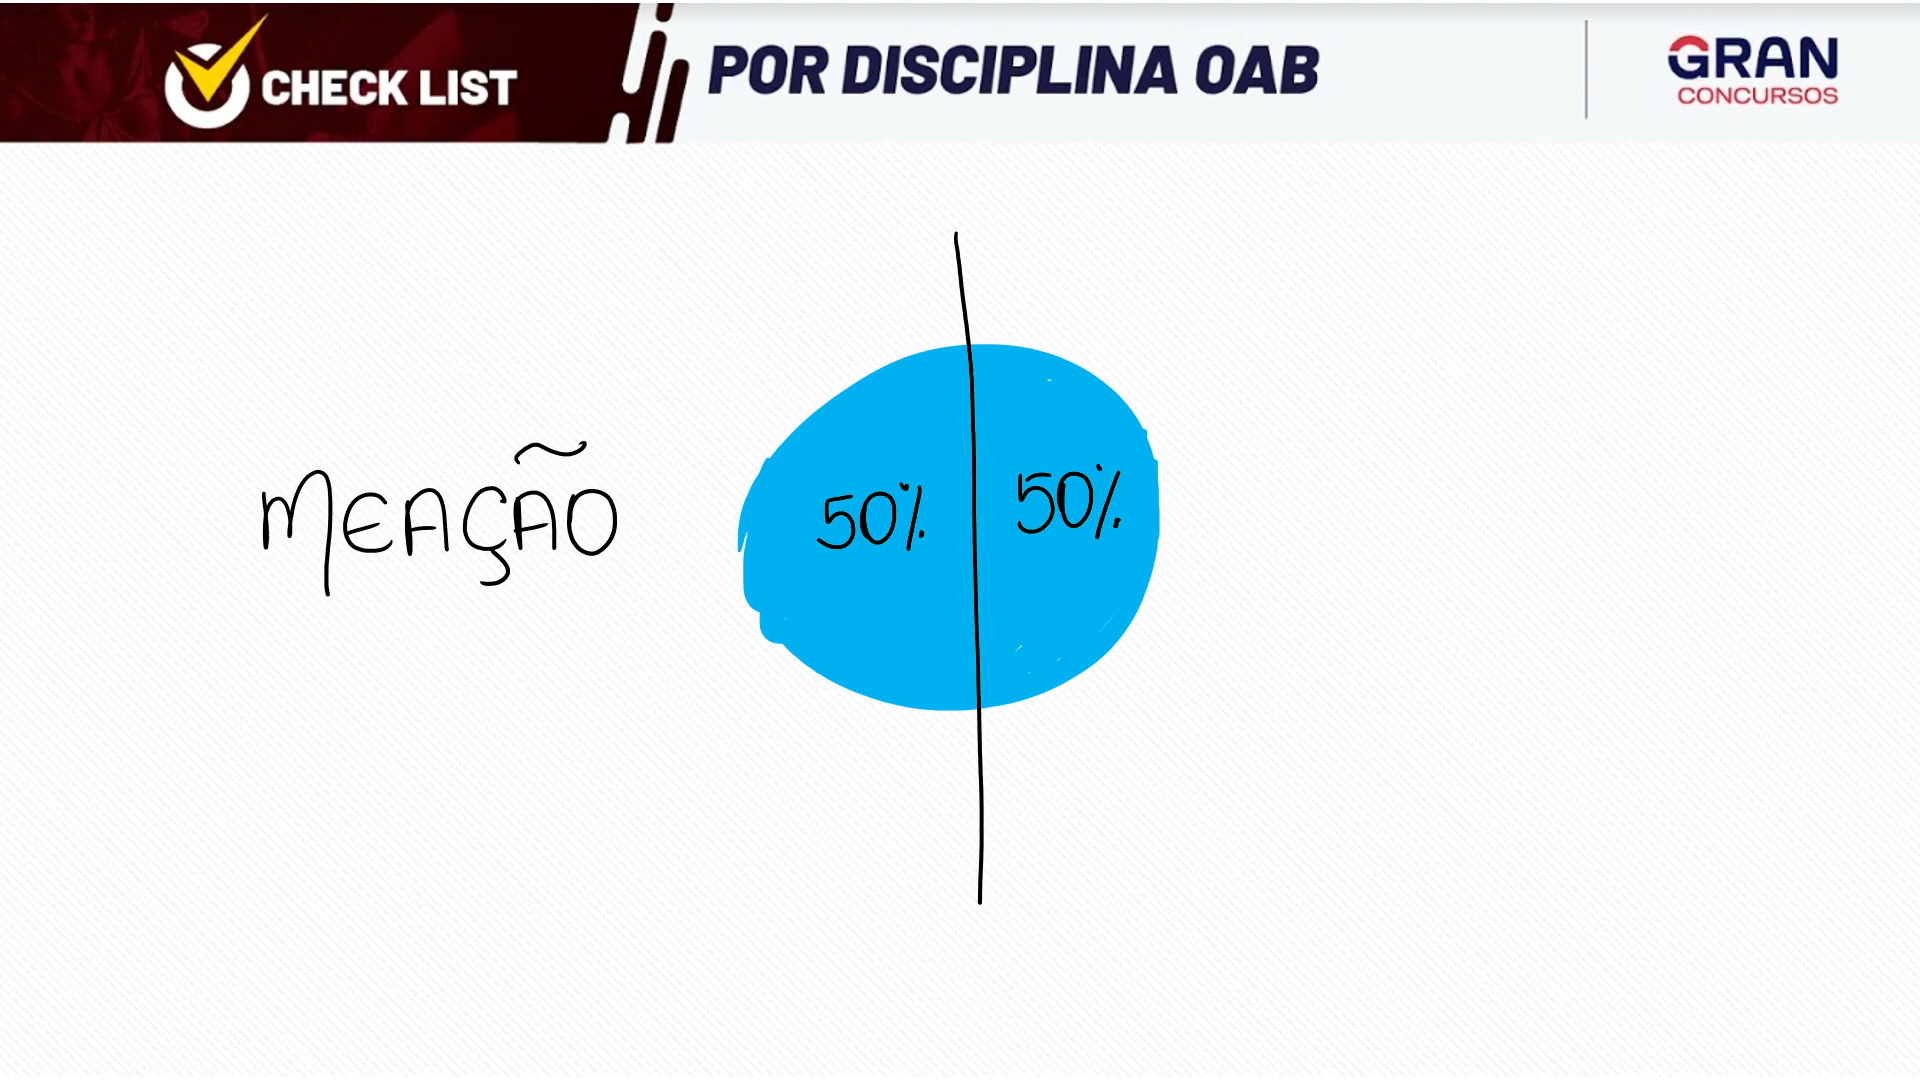 CHECK LIST
POR DISCIPLINA OAB
GRAN
CONCURSOS
MEAÇÃO
50%
50%